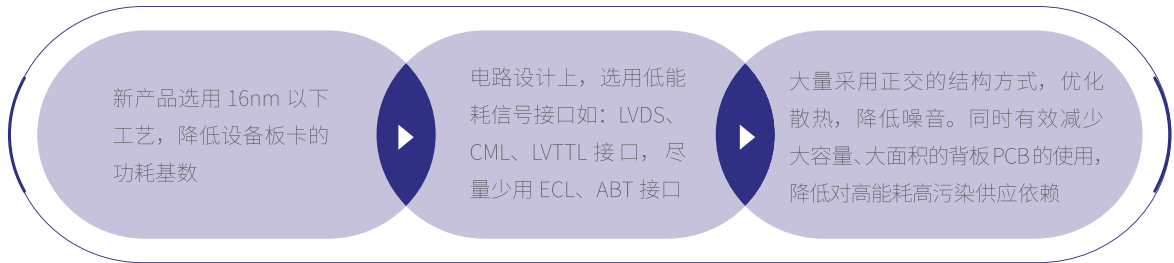 新产品选用 16nm 以下
工艺，降低设备板卡的
功耗基数
电路设计上，选用低能
耗信号接口如：LVDS、
CML、LVTTL 接口，尽
量少用 ECL、ABT 接口
大量采用正交的结构方式，优化
散热，降低噪音。同时有效减少
大容量、大面积的背板PCB的使用，
降低对高能耗高污染供应依赖